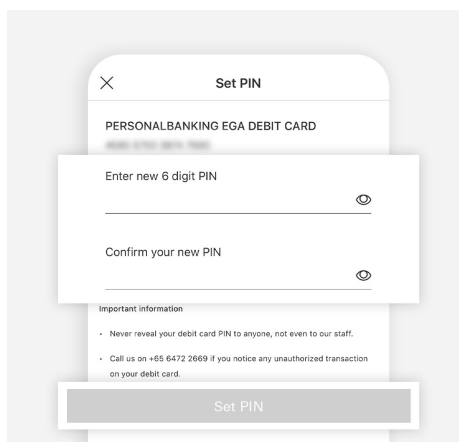 Set PIN
PERSONALBANKING EGA DEBIT CARD
Enter new 6 digit PIN
Confirm your new PIN
Important information
• Never reveal your debit card PIN to anyone, not even to our staff.
• Call us on +65 6472 2669 if you notice any unauthorized transaction
on your debit card.
Set PIN